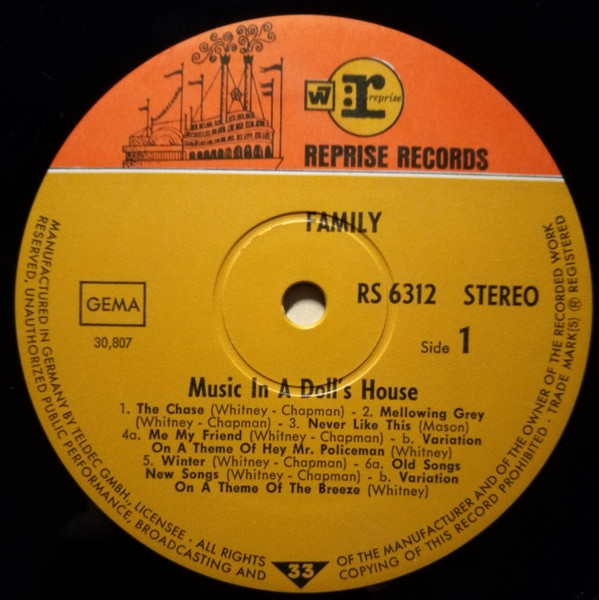 W r reprise
REPRISE RECORDS
FAMILY
RS 6312 STEREO
GEMA
30,807
Side 1
Music In A Doll's House
1. The Chase (Whitney - Chapman) - 2. Mellowing Grey
(Whitney - Chapman) - 3. Never Like This (Mason)
4a. Me My Friend (Whitney - Chapman) - b. Variation
On A Theme Of Hey Mr. Policeman (Whitney)
5. Winter (Whitney - Chapman) - 6a. Old Songs
New Songs (Whitney - Chapman) - b. Variation
On A Theme Of The Breeze (Whitney)
33
MANUFACTURED IN GERMANY BY TELDEC GMBH., LICENSEE · ALL RIGHTS
RESERVED, UNAUTHORIZED PUBLIC PERFORMANCE, BROADCASTING AND
COPYING OF THIS RECORD PROHIBITED · TRADE MARK(S) ® REGISTERED
OF THE MANUFACTURER AND OF THE OWNER OF THE RECORDED WORK